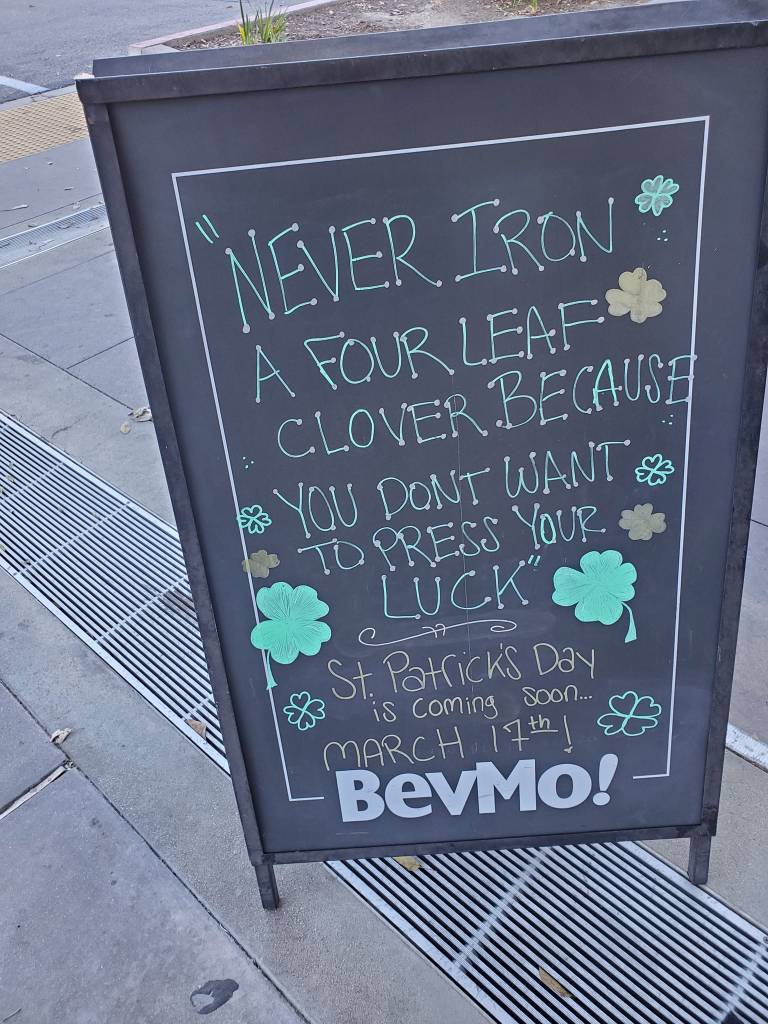 "NEVER IRON
A FOUR LEAF
CLOVER BECAUSE
YOU DONT WANT
TO PRESS YOUR
LUCK"
St. Patrick's Day
is coming soon...
MARCH 17th!
BevMo!